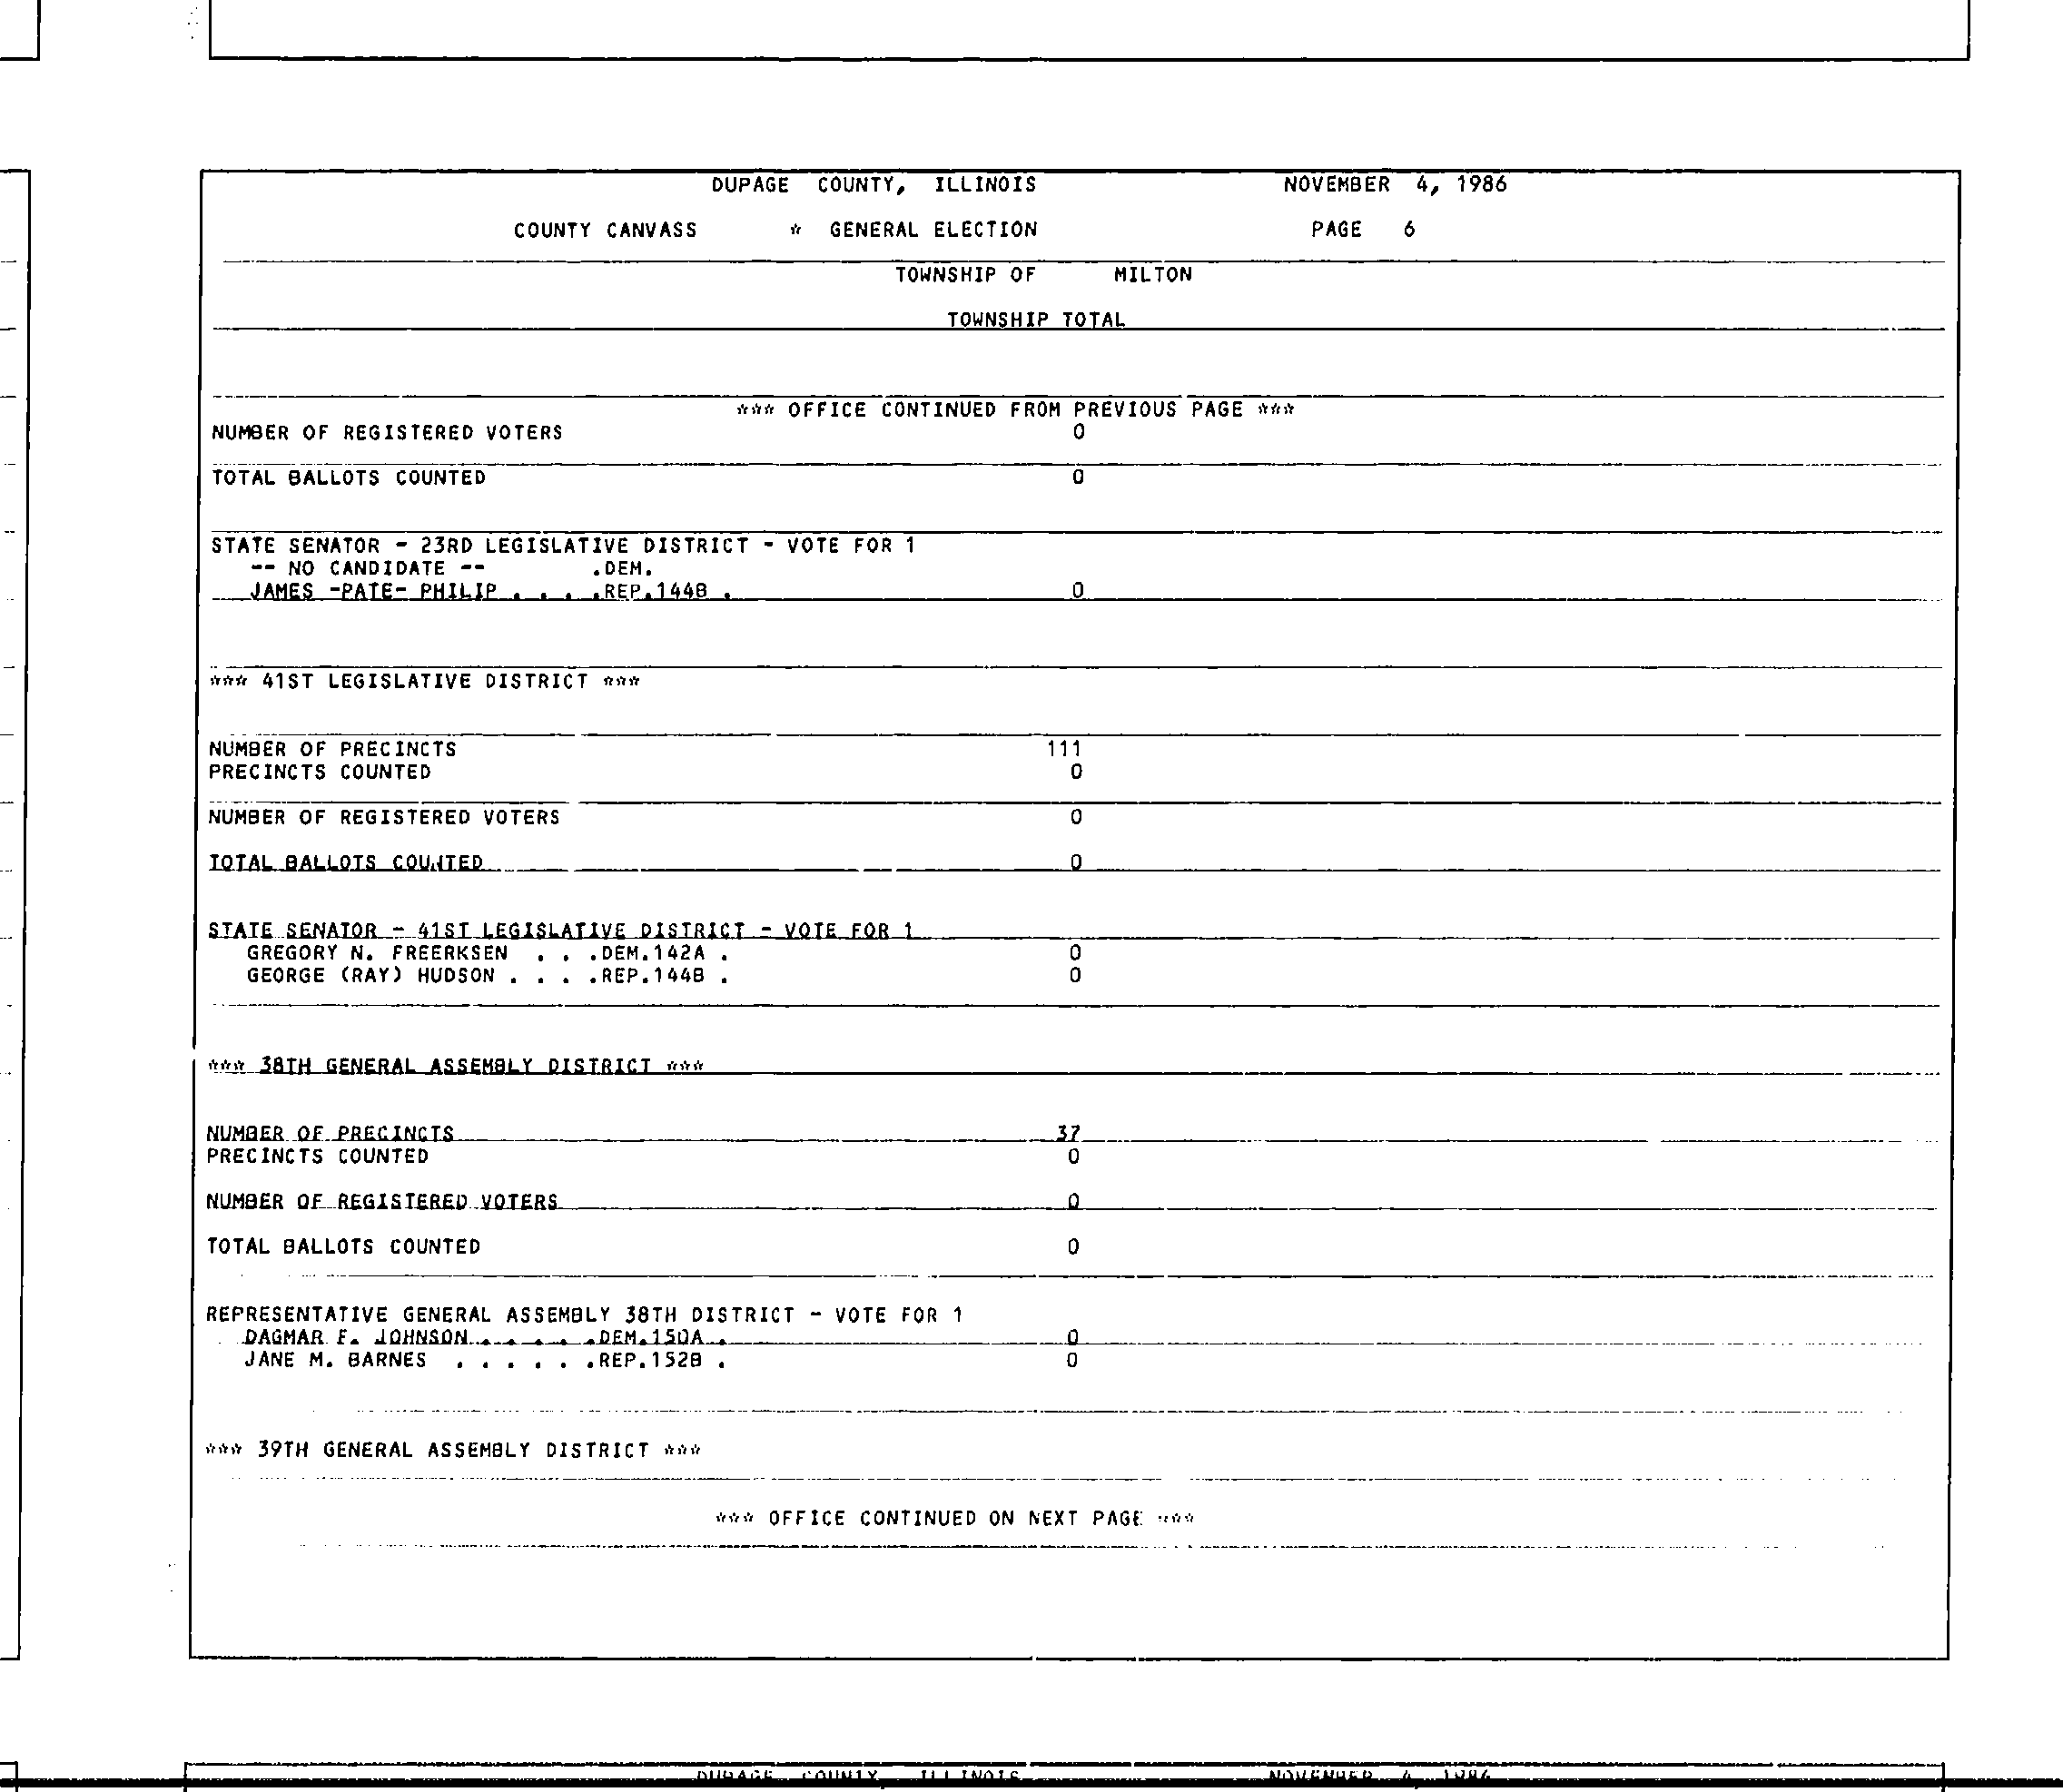 DUPAGE COUNTY, ILLINOIS NOVEMBER 4, 1986
COUNTY CANVASS * GENERAL ELECTION PAGE 6
TOWNSHIP OF MILTON
TOWNSHIP TOTAL
*** OFFICE CONTINUED FROM PREVIOUS PAGE ***
NUMBER OF REGISTERED VOTERS 0
TOTAL BALLOTS COUNTED 0
STATE SENATOR - 23RD LEGISLATIVE DISTRICT - VOTE FOR 1
-- NO CANDIDATE -- .DEM.
JAMES -PATE- PHILIP . . . .REP.144B . 0
*** 41ST LEGISLATIVE DISTRICT ***
NUMBER OF PRECINCTS 111
PRECINCTS COUNTED 0
NUMBER OF REGISTERED VOTERS 0
TOTAL BALLOTS COUNTED 0
STATE SENATOR - 41ST LEGISLATIVE DISTRICT - VOTE FOR 1
GREGORY N. FREERKSEN . . .DEM.142A . 0
GEORGE (RAY) HUDSON . . . .REP.144B . 0
*** 38TH GENERAL ASSEMBLY DISTRICT ***
NUMBER OF PRECINCTS 37
PRECINCTS COUNTED 0
NUMBER OF REGISTERED VOTERS 0
TOTAL BALLOTS COUNTED 0
REPRESENTATIVE GENERAL ASSEMBLY 38TH DISTRICT - VOTE FOR 1
DAGMAR F. JOHNSON . . . . .DEM.150A . 0
JANE M. BARNES . . . . . .REP.152B . 0
*** 39TH GENERAL ASSEMBLY DISTRICT ***
*** OFFICE CONTINUED ON NEXT PAGE ***
DUPAGE COUNTY, ILLINOIS NOVEMBER 4, 1986